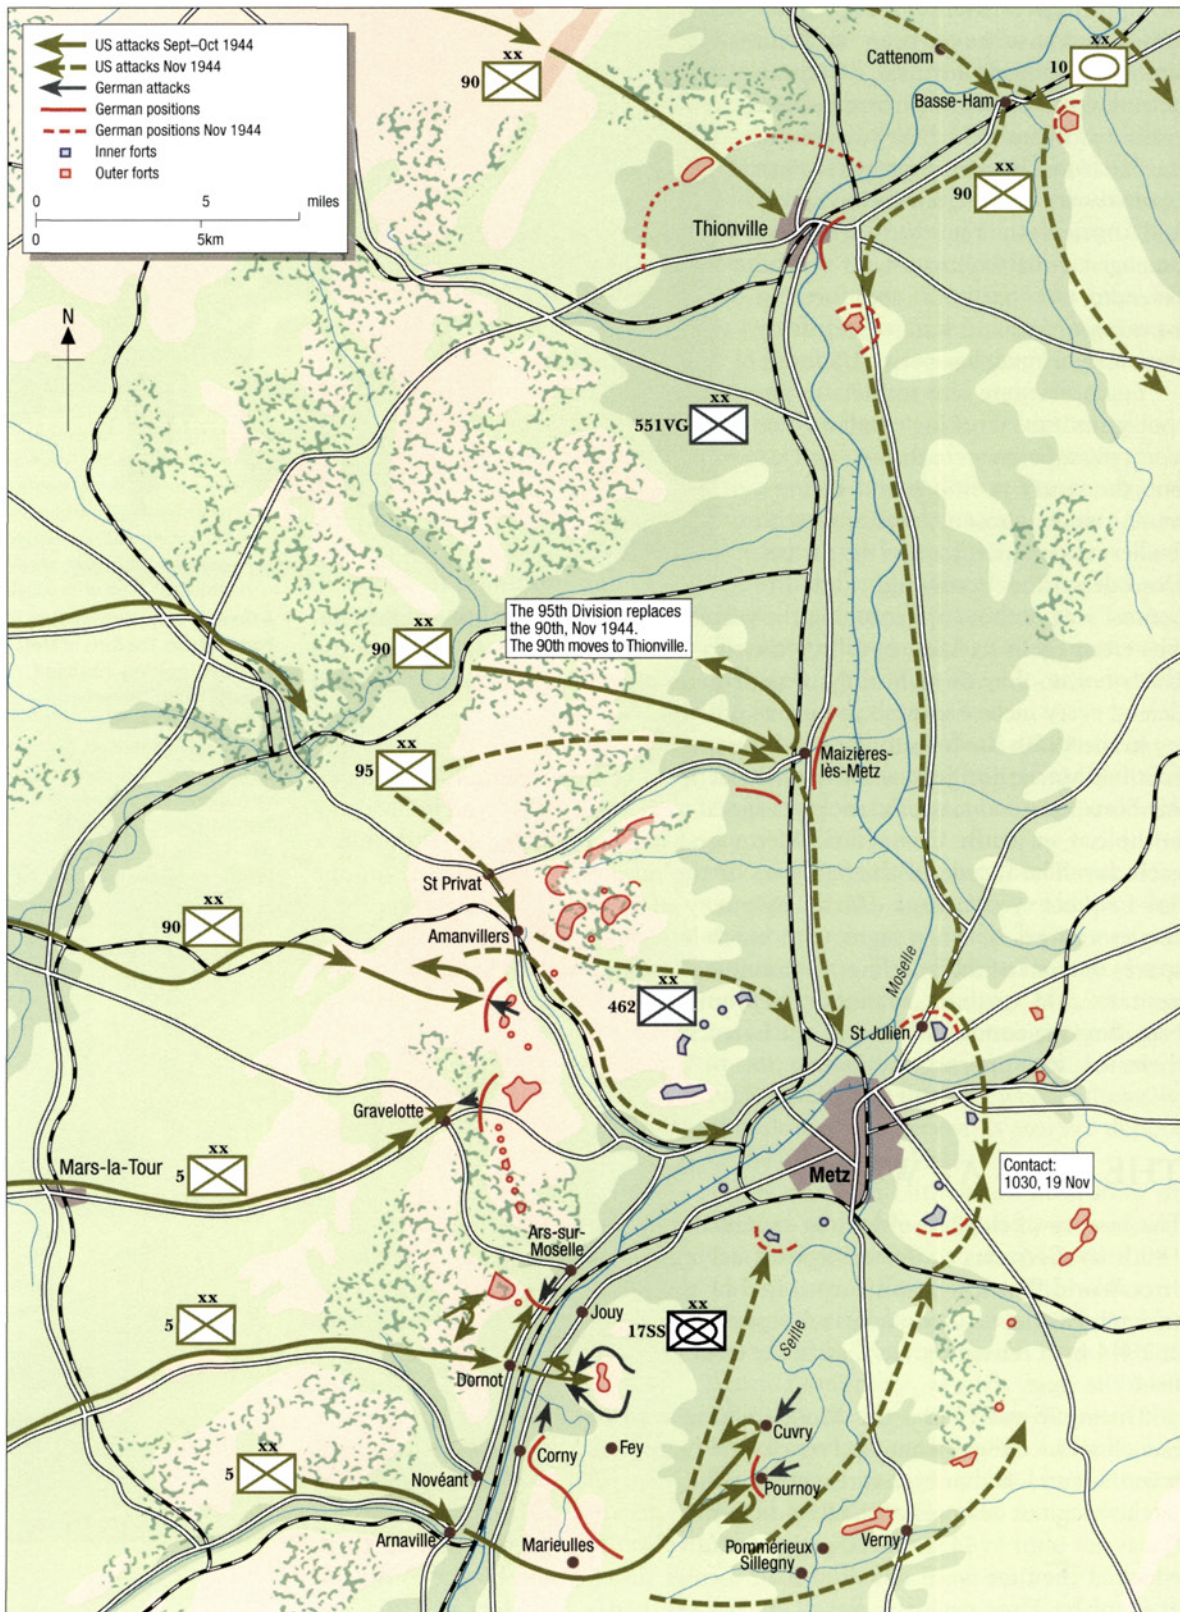 US attacks Sept–Oct 1944
US attacks Nov 1944
German attacks
German positions
German positions Nov 1944
Inner forts
Outer forts
0 5 miles
0 5km
N
xx
90
Cattenom
xx
10
Basse-Ham
xx
90
Thionville
xx
551VG
The 95th Division replaces
the 90th, Nov 1944.
The 90th moves to Thionville.
xx
90
xx
95
Maizières-
lès-Metz
St Privat
xx
90
Amanvillers
Moselle
xx
462
St Julien
Gravelotte
Mars-la-Tour
xx
5
Metz
Contact:
1030, 19 Nov
Ars-sur-
Moselle
xx
5
Jouy
xx
17SS
Seille
Dornot
Cuvry
Corny
Fey
xx
5
Novéant
Pournoy
Arnaville
Marieulles
Pommérieux
Sillegny
Verny